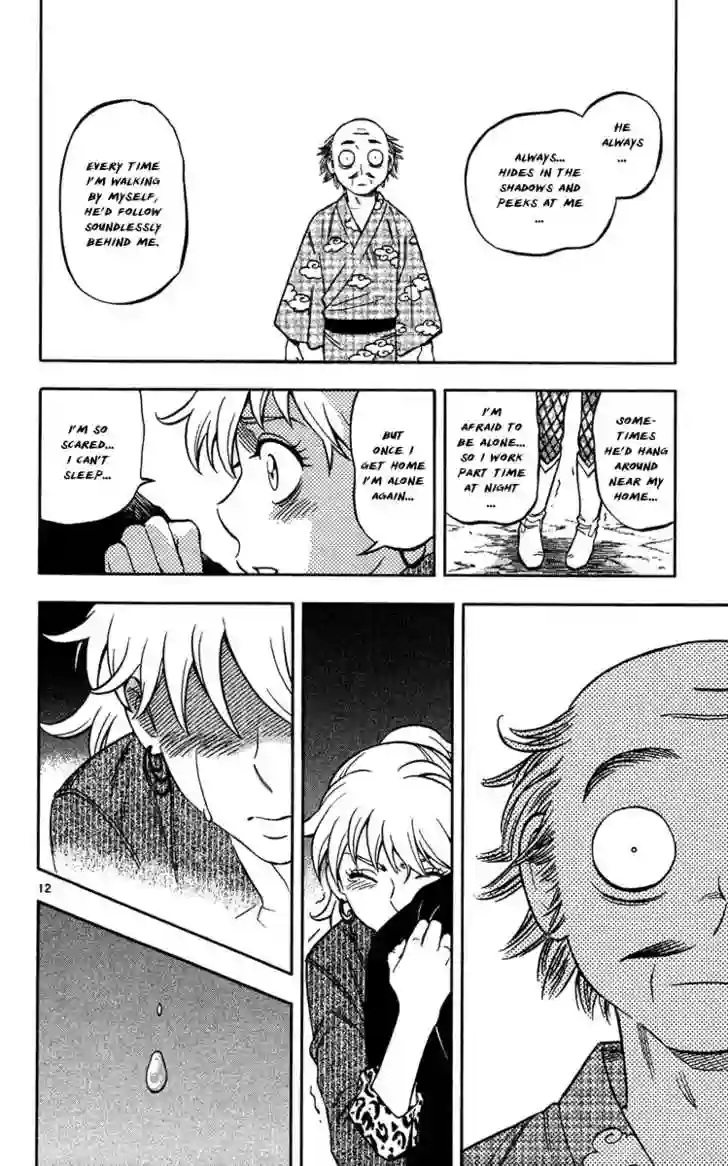 HE
ALWAYS
...
ALWAYS...
HIDES IN THE
SHADOWS AND
PEEKS AT ME
...
EVERY TIME
I'M WALKING
BY MYSELF,
HE'D FOLLOW
SOUNDLESSLY
BEHIND ME.
SOME-
TIMES
HE'D HANG
AROUND
NEAR MY
HOME...
I'M
AFRAID TO
BE ALONE...
SO I WORK
PART TIME
AT NIGHT
...
BUT
ONCE I
GET HOME
I'M ALONE
AGAIN...
I'M SO
SCARED...
I CAN'T
SLEEP...
12